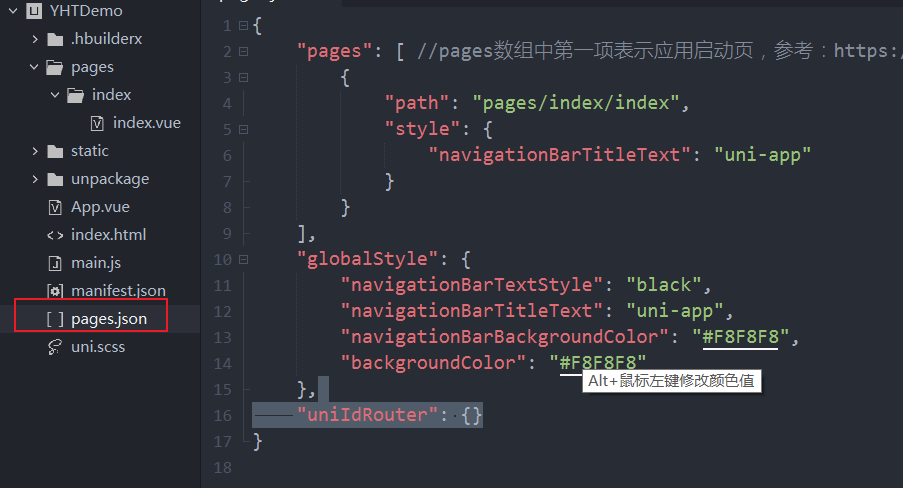 YHTDemo
.hbuilderx
pages
index
index.vue
static
unpackage
App.vue
index.html
main.js
manifest.json
pages.json
uni.scss
1 {
2 "pages": [ //pages数组中第一项表示应用启动页，参考：https:/
3 {
4 "path": "pages/index/index",
5 "style": {
6 "navigationBarTitleText": "uni-app"
7 }
8 }
9 ],
10 "globalStyle": {
11 "navigationBarTextStyle": "black",
12 "navigationBarTitleText": "uni-app",
13 "navigationBarBackgroundColor": "#F8F8F8",
14 "backgroundColor": "#F8F8F8"
Alt+鼠标左键修改颜色值
15 },
16 "uniIdRouter": {}
17 }
18